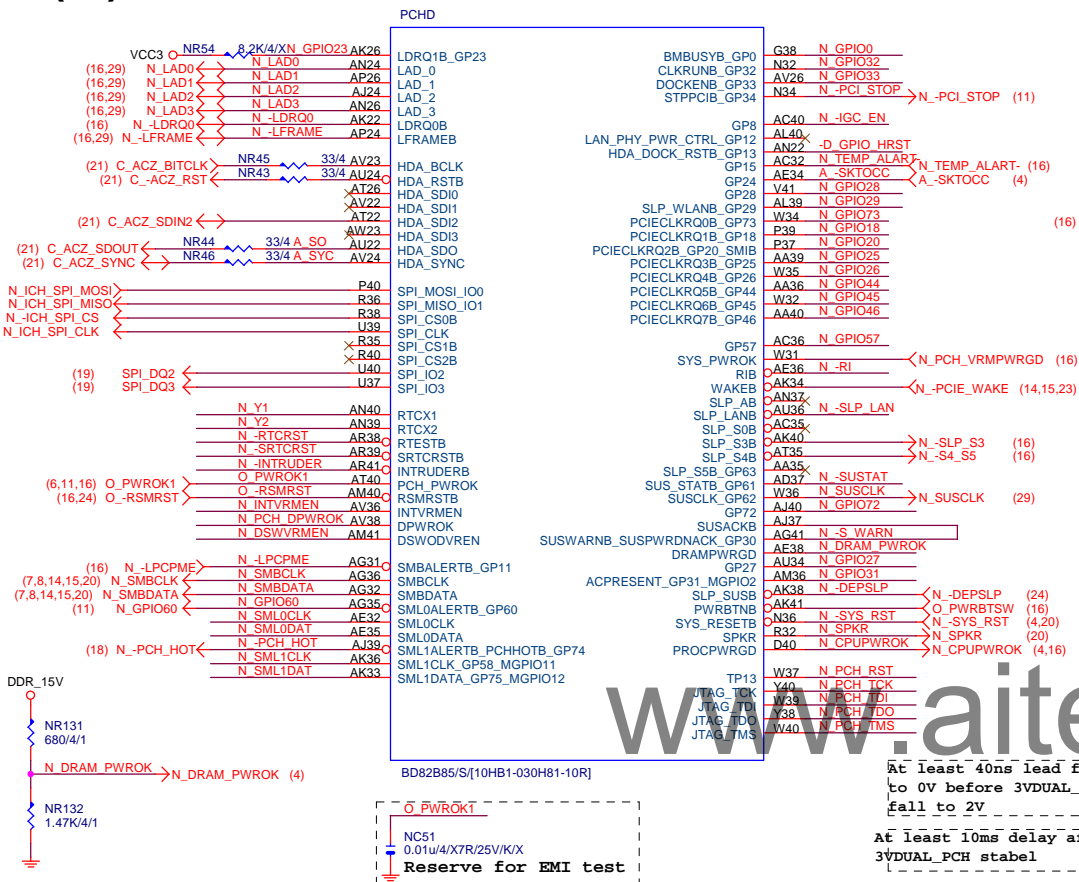 PCHD
VCC3 NR54 8.2K/4/X N_GPIO23 AK26 LDRQ1B_GP23
(16,29) N_LAD0 N_LAD0 AN24 LAD_0
(16,29) N_LAD1 N_LAD1 AP26 LAD_1
(16,29) N_LAD2 N_LAD2 AJ24 LAD_2
(16,29) N_LAD3 N_LAD3 AN26 LAD_3
(16) N_-LDRQ0 N_-LDRQ0 AK22 LDRQ0B
(16,29) N_-LFRAME N_-LFRAME AP24 LFRAMEB
(21) C_ACZ_BITCLK NR45 33/4 AV23 HDA_BCLK
(21) C_-ACZ_RST NR43 33/4 AU24 HDA_RSTB
AT26 HDA_SDI0
AV22 HDA_SDI1
(21) C_ACZ_SDIN2 AT22 HDA_SDI2
AW23 HDA_SDI3
(21) C_ACZ_SDOUT NR44 33/4 A_SO AU22 HDA_SDO
(21) C_ACZ_SYNC NR46 33/4 A_SYC AV24 HDA_SYNC
N_ICH_SPI_MOSI P40 SPI_MOSI_IO0
N_ICH_SPI_MISO R36 SPI_MISO_IO1
N_-ICH_SPI_CS R38 SPI_CS0B
N_ICH_SPI_CLK U39 SPI_CLK
R35 SPI_CS1B
R40 SPI_CS2B
(19) SPI_DQ2 U40 SPI_IO2
(19) SPI_DQ3 U37 SPI_IO3
N_Y1 AN40 RTCX1
N_Y2 AN39 RTCX2
N_-RTCRST AR38 RTESTB
N_-SRTCRST AR39 SRTCRSTB
N_-INTRUDER AR41 INTRUDERB
(6,11,16) O_PWROK1 O_PWROK1 AT40 PCH_PWROK
(16,24) O_-RSMRST O_-RSMRST AM40 RSMRSTB
N_INTVRMEN AV36 INTVRMEN
N_PCH_DPWROK AV38 DPWROK
N_DSWVRMEN AM41 DSWODVREN
(16) N_-LPCPME N_-LPCPME AG31 SMBALERTB_GP11
(7,8,14,15,20) N_SMBCLK N_SMBCLK AG36 SMBCLK
(7,8,14,15,20) N_SMBDATA N_SMBDATA AG32 SMBDATA
(11) N_GPIO60 N_GPIO60 AG35 SML0ALERTB_GP60
N_SML0CLK AE32 SML0CLK
N_SML0DAT AE35 SML0DATA
(18) N_-PCH_HOT N_-PCH_HOT AJ39 SML1ALERTB_PCHHOTB_GP74
N_SML1CLK AK36 SML1CLK_GP58_MGPIO11
N_SML1DAT AK33 SML1DATA_GP75_MGPIO12
BMBUSYB_GP0 G38 N_GPIO0
CLKRUNB_GP32 N32 N_GPIO32
DOCKENB_GP33 AV26 N_GPIO33
STPPCIB_GP34 N34 N_-PCI_STOP N_-PCI_STOP (11)
GP8 AC40 N_-IGC_EN
LAN_PHY_PWR_CTRL_GP12 AL40
HDA_DOCK_RSTB_GP13 AN22 -D_GPIO_HRST
GP15 AC32 N_TEMP_ALART- N_TEMP_ALART- (16)
GP24 AE34 A_-SKTOCC A_-SKTOCC (4)
GP28 V41 N_GPIO28
SLP_WLANB_GP29 AL39 N_GPIO29
PCIECLKRQ0B_GP73 W34 N_GPIO73
(16)
PCIECLKRQ1B_GP18 P39 N_GPIO18
PCIECLKRQ2B_GP20_SMIB P37 N_GPIO20
PCIECLKRQ3B_GP25 AA39 N_GPIO25
PCIECLKRQ4B_GP26 W35 N_GPIO26
PCIECLKRQ5B_GP44 AA36 N_GPIO44
PCIECLKRQ6B_GP45 W32 N_GPIO45
PCIECLKRQ7B_GP46 AA40 N_GPIO46
GP57 AC36 N_GPIO57
SYS_PWROK W31 N_PCH_VRMPWRGD (16)
RIB AE36 N_-RI
WAKEB AK34 N_-PCIE_WAKE (14,15,23)
SLP_AB AN37
SLP_LANB AU36 N_-SLP_LAN
SLP_S0B AC35
SLP_S3B AK40 N_-SLP_S3 (16)
SLP_S4B AT35 N_-S4_S5 (16)
SLP_S5B_GP63 AA35
SUS_STATB_GP61 AD37 N_-SUSTAT
SUSCLK_GP62 W36 N_SUSCLK N_SUSCLK (29)
GP72 AJ40 N_GPIO72
SUSACKB AJ37
SUSWARNB_SUSPWRDNACK_GP30 AG41 N_-S_WARN
DRAMPWRGD AE38 N_DRAM_PWROK
GP27 AU34 N_GPIO27
ACPRESENT_GP31_MGPIO2 AM36 N_GPIO31
SLP_SUSB AK38 N_-DEPSLP N_-DEPSLP (24)
PWRBTNB AK41 O_PWRBTSW (16)
SYS_RESETB N36 N_-SYS_RST N_-SYS_RST (4,20)
SPKR R32 N_SPKR N_SPKR (20)
PROCPWRGD D40 N_CPUPWROK N_CPUPWROK (4,16)
TP13 W37 N_PCH_RST
JTAG_TCK Y40 N_PCH_TCK
JTAG_TDI W39 N_PCH_TDI
JTAG_TDO Y38 N_PCH_TDO
JTAG_TMS W40 N_PCH_TMS
BD82B85/S/[10HB1-030H81-10R]
www.aite
DDR_15V
NR131
680/4/1
N_DRAM_PWROK N_DRAM_PWROK (4)
NR132
1.47K/4/1
O_PWROK1
NC51
0.01u/4/X7R/25V/K/X
Reserve for EMI test
At least 40ns lead f
to 0V before 3VDUAL_
fall to 2V
At least 10ms delay a
3VDUAL_PCH stabel